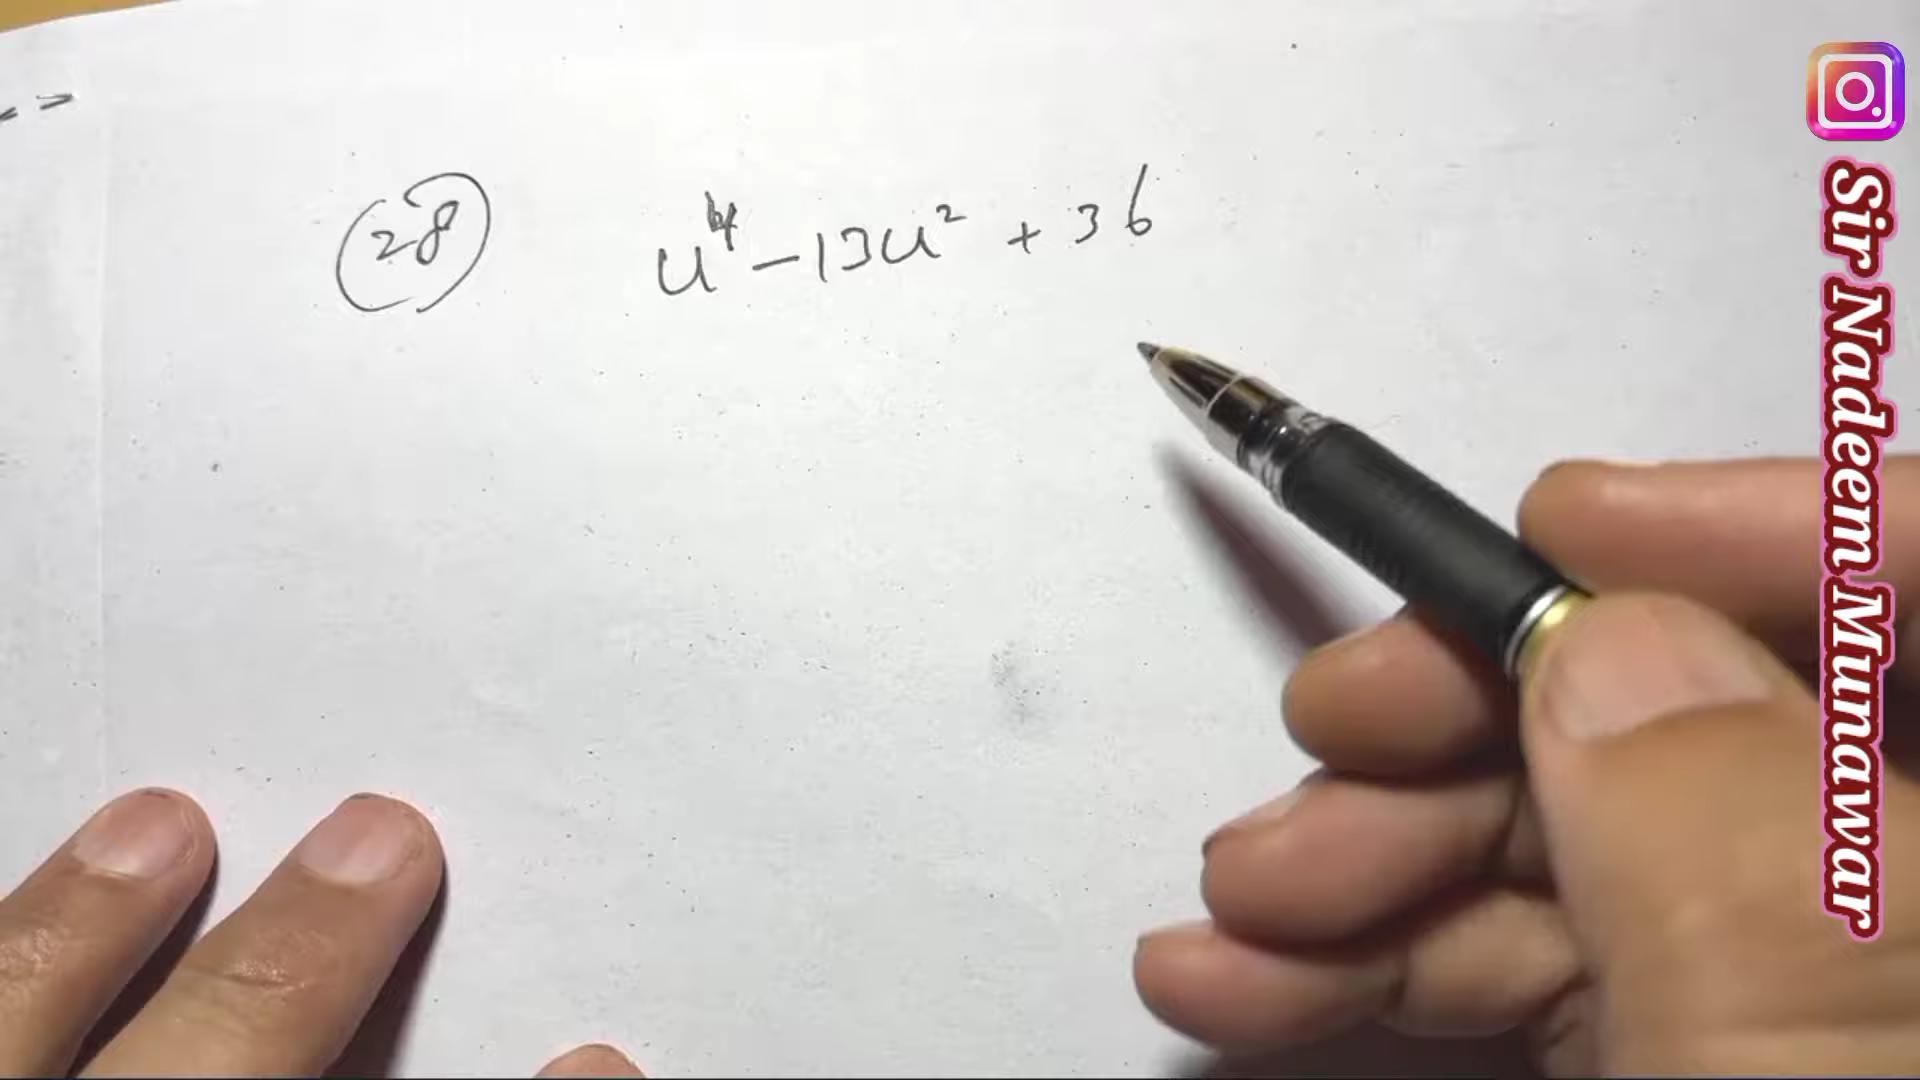 28 u⁴ - 13u² + 36
Sir Nadeem Munawar